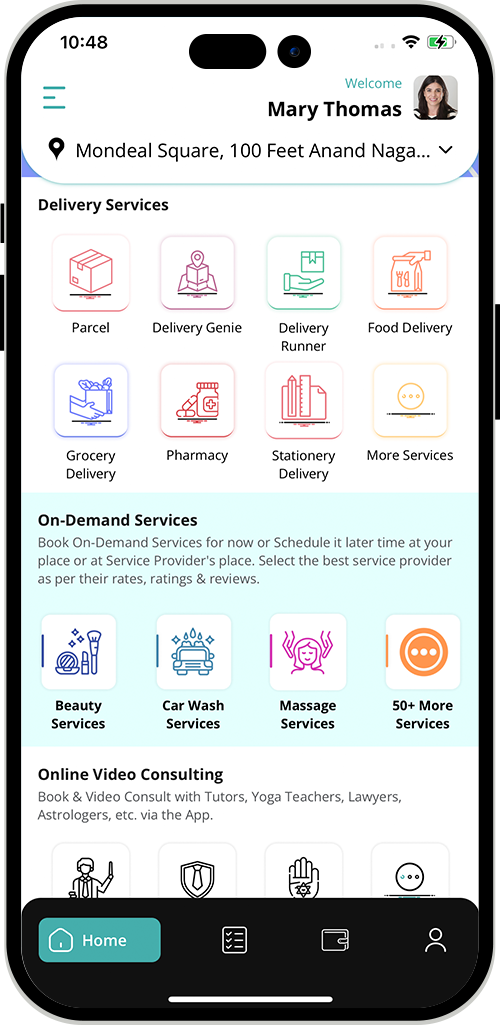 10:48
Welcome
Mary Thomas
Mondeal Square, 100 Feet Anand Naga...
Delivery Services
Parcel
Delivery Genie
Delivery
Runner
Food Delivery
Grocery
Delivery
Pharmacy
Stationery
Delivery
More Services
On-Demand Services
Book On-Demand Services for now or Schedule it later time at your
place or at Service Provider's place. Select the best service provider
as per their rates, ratings & reviews.
Beauty
Services
Car Wash
Services
Massage
Services
50+ More
Services
Online Video Consulting
Book & Video Consult with Tutors, Yoga Teachers, Lawyers,
Astrologers, etc. via the App.
Home